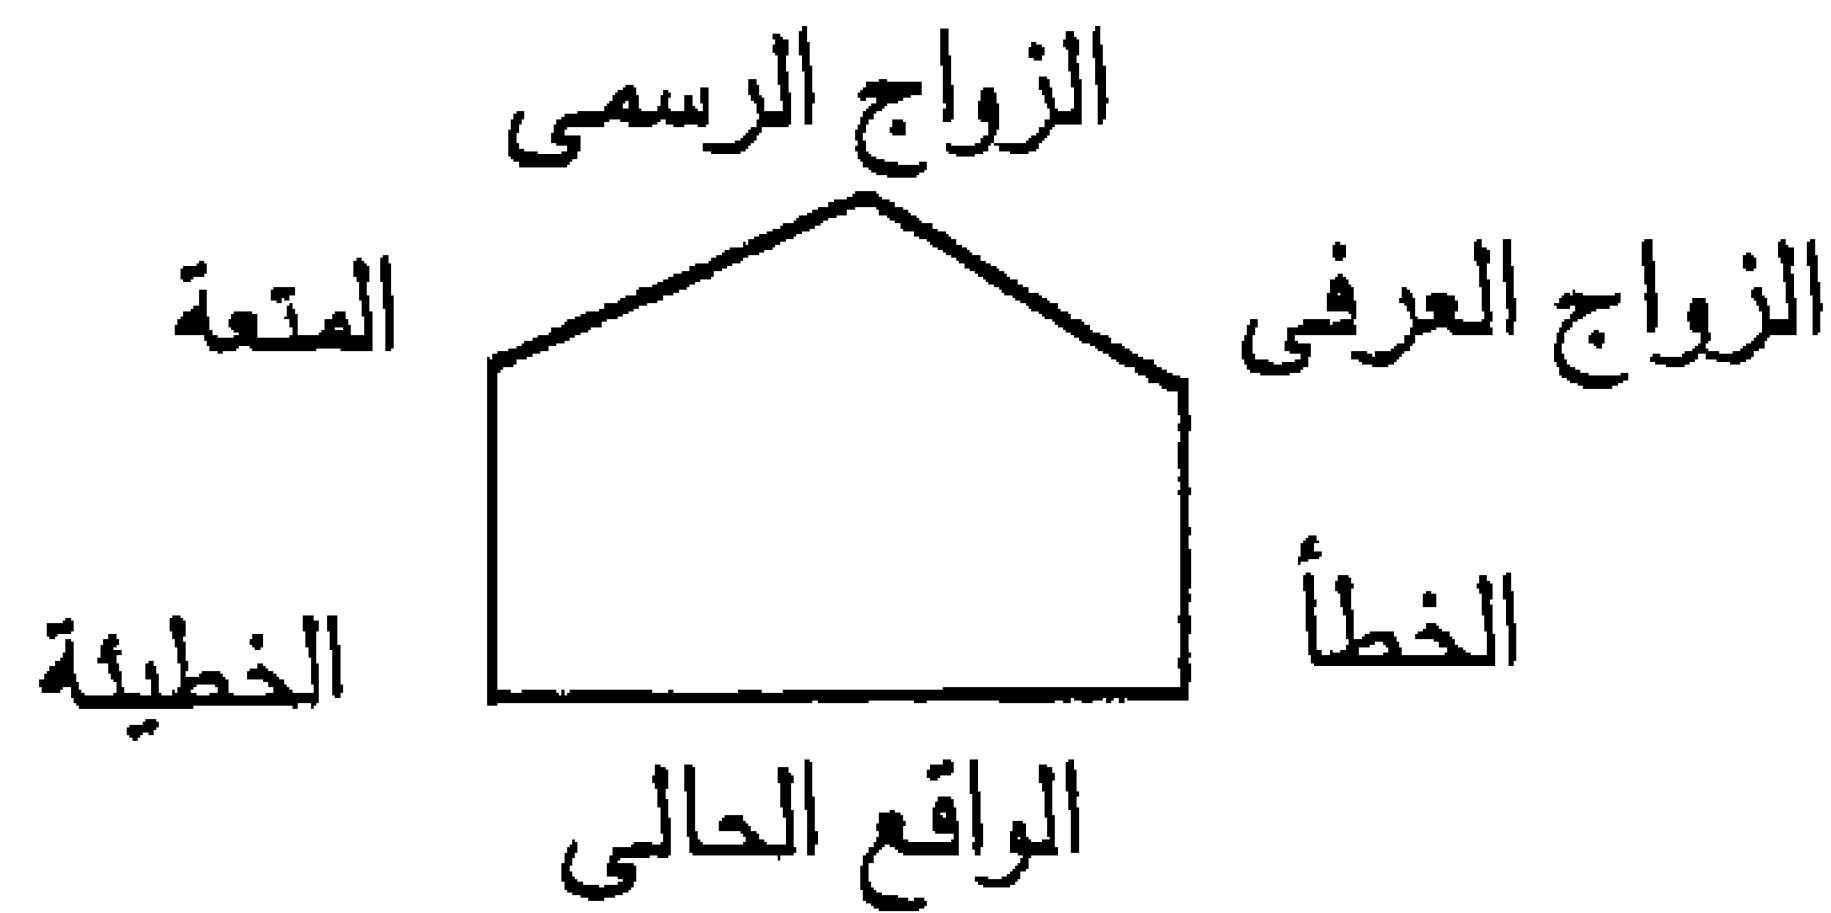 الزواج الرسمى
الزواج العرفى
المتعة
الخطأ
الخطيئة
الواقع الحالى